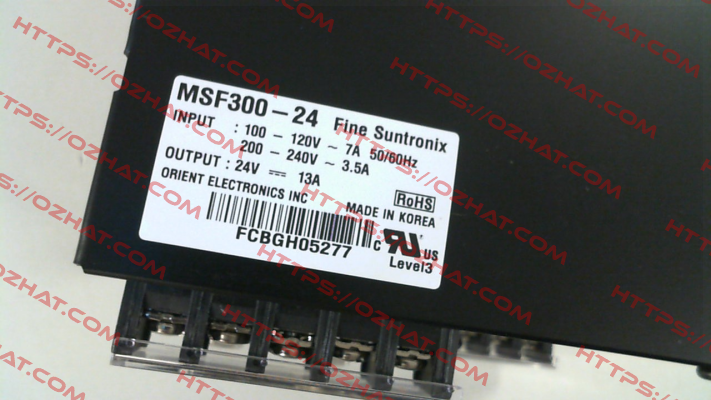 MSF300-24 Fine Suntronix
INPUT : 100 - 120V ~ 7A 50/60Hz
200 - 240V ~ 3.5A
OUTPUT : 24V ⎓ 13A
ORIENT ELECTRONICS INC
RoHS
MADE IN KOREA
FCBGH05277
c RU US
Level3
HTTPS://OZHAT.COM